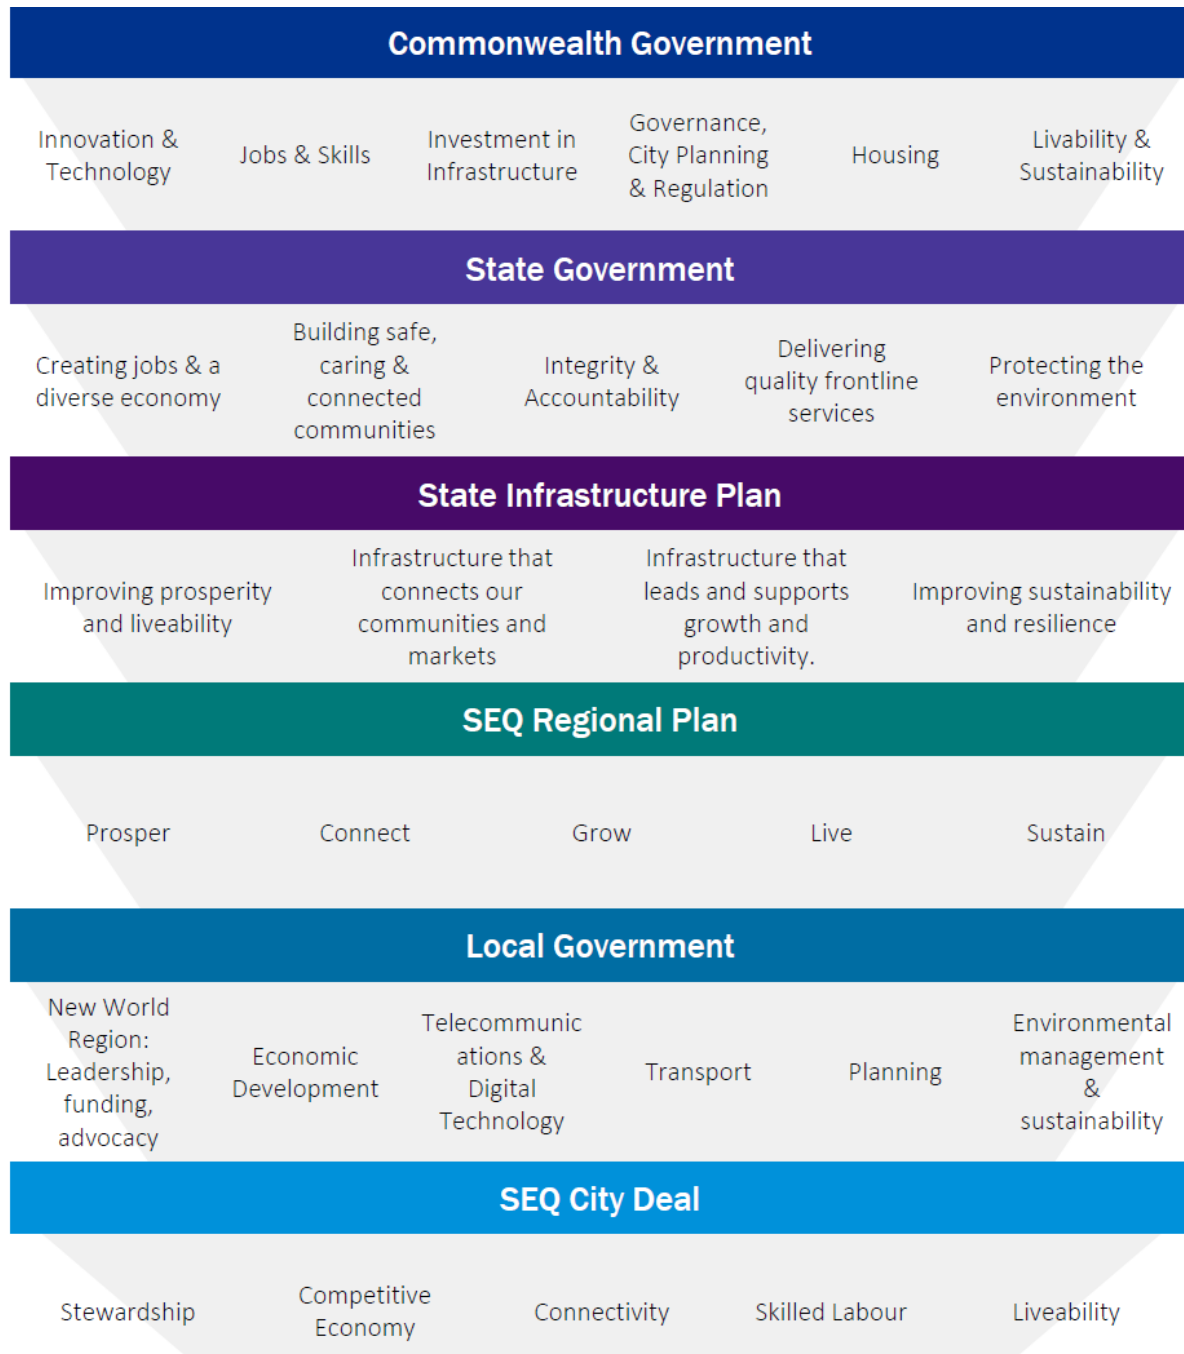 Commonwealth Government
Innovation &
Technology
Jobs & Skills
Investment in
Infrastructure
Governance,
City Planning
& Regulation
Housing
Livability &
Sustainability
State Government
Creating jobs & a
diverse economy
Building safe,
caring &
connected
communities
Integrity &
Accountability
Delivering
quality frontline
services
Protecting the
environment
State Infrastructure Plan
Improving prosperity
and liveability
Infrastructure that
connects our
communities and
markets
Infrastructure that
leads and supports
growth and
productivity.
Improving sustainability
and resilience
SEQ Regional Plan
Prosper
Connect
Grow
Live
Sustain
Local Government
New World
Region:
Leadership,
funding,
advocacy
Economic
Development
Telecommunic
ations &
Digital
Technology
Transport
Planning
Environmental
management
&
sustainability
SEQ City Deal
Stewardship
Competitive
Economy
Connectivity
Skilled Labour
Liveability